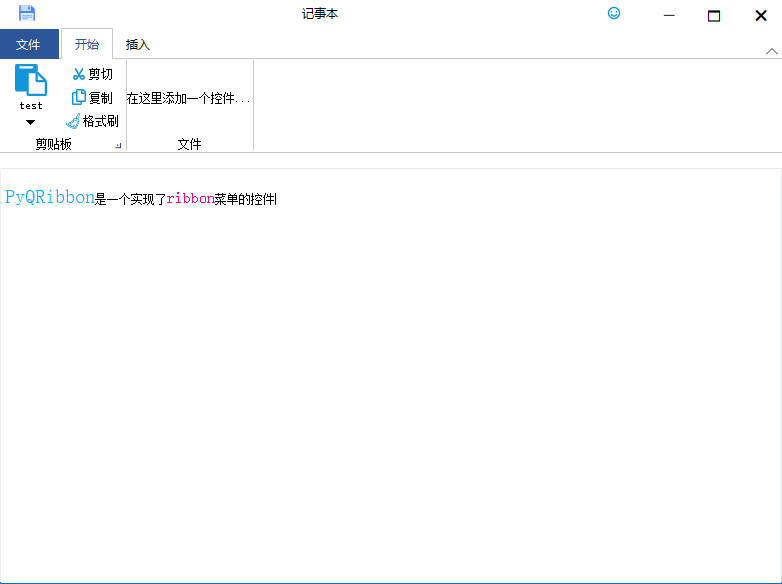 记事本
文件 开始 插入
test
剪切
复制
格式刷
剪贴板
在这里添加一个控件...
文件
PyQRibbon是一个实现了ribbon菜单的控件